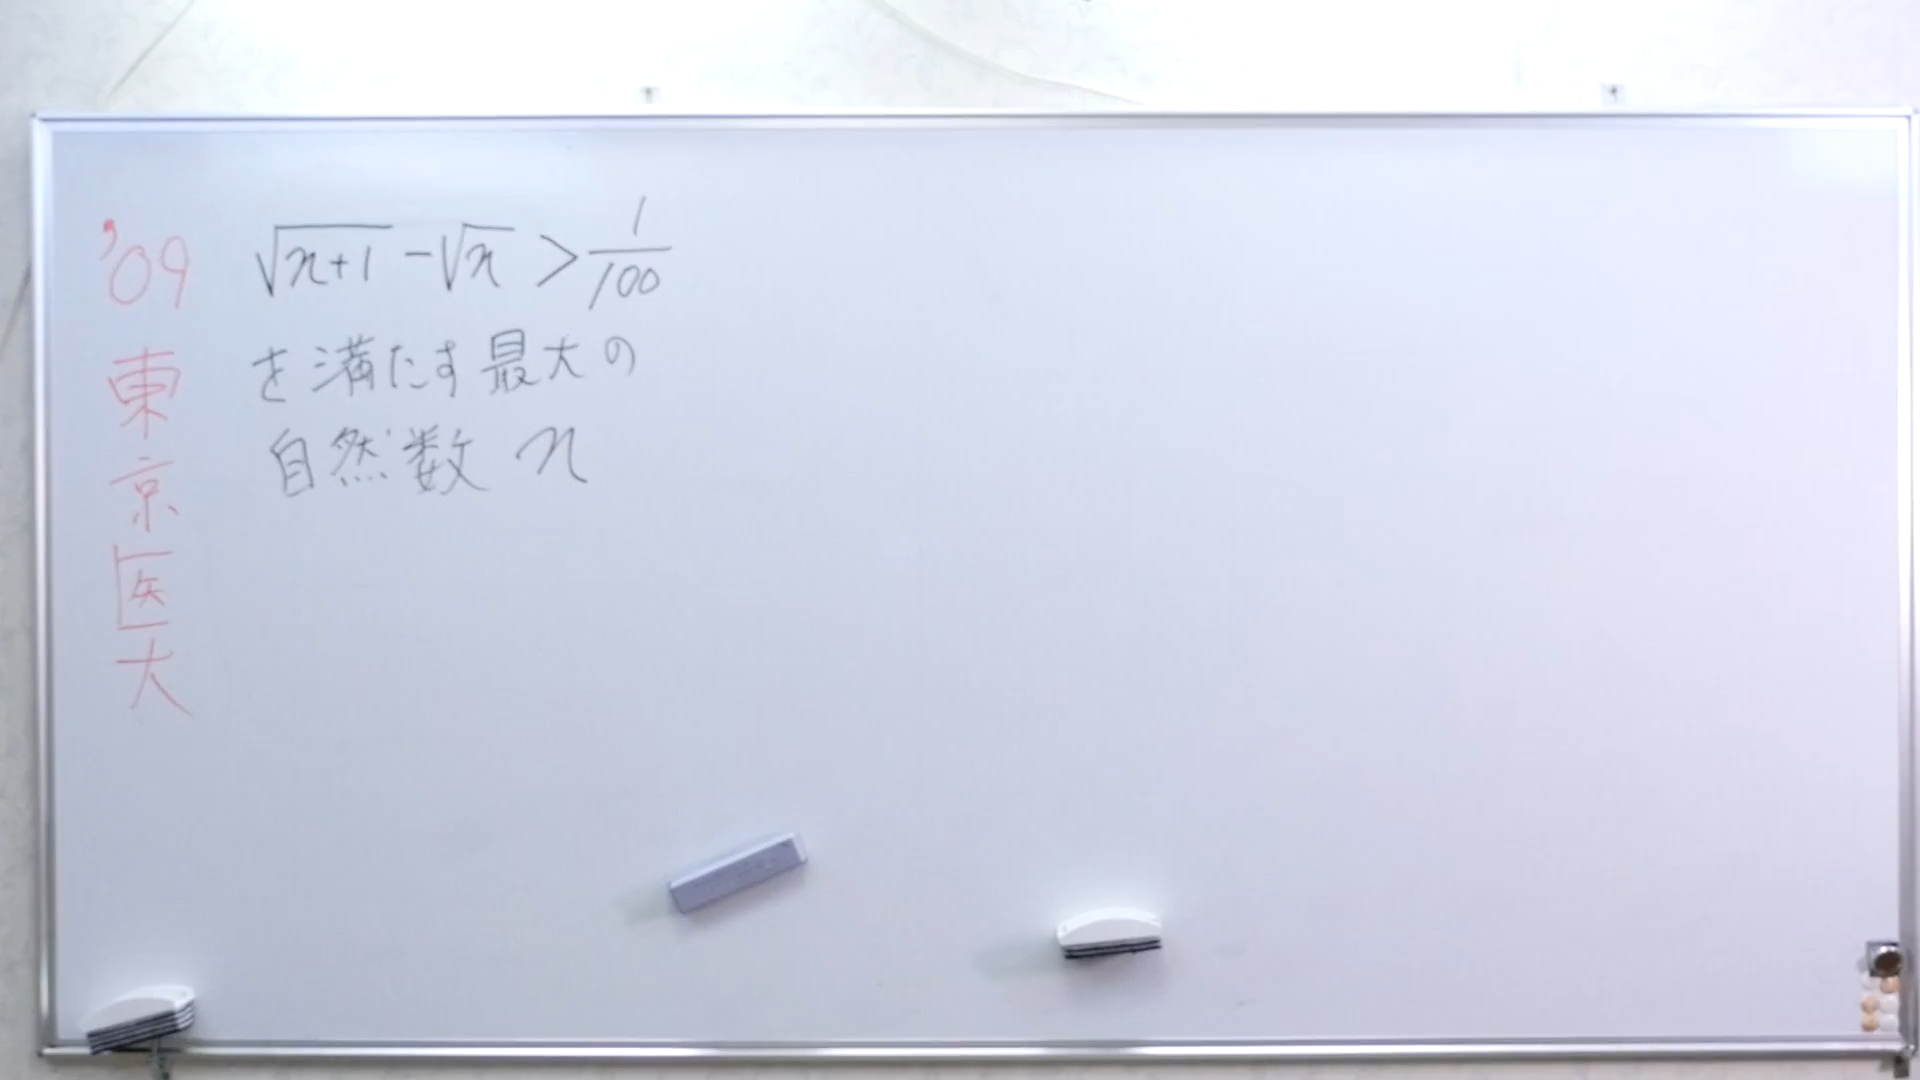 '09 東京医大
√(n+1) - √n > 1/100
を満たす最大の
自然数 n